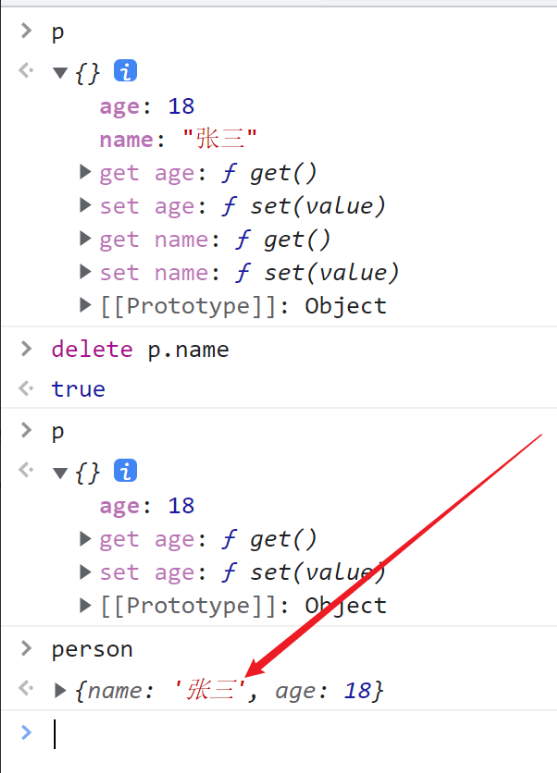 p
{} i
age: 18
name: "张三"
get age: ƒ get()
set age: ƒ set(value)
get name: ƒ get()
set name: ƒ set(value)
[[Prototype]]: Object
delete p.name
true
p
{} i
age: 18
get age: ƒ get()
set age: ƒ set(value)
[[Prototype]]: Object
person
{name: '张三', age: 18}